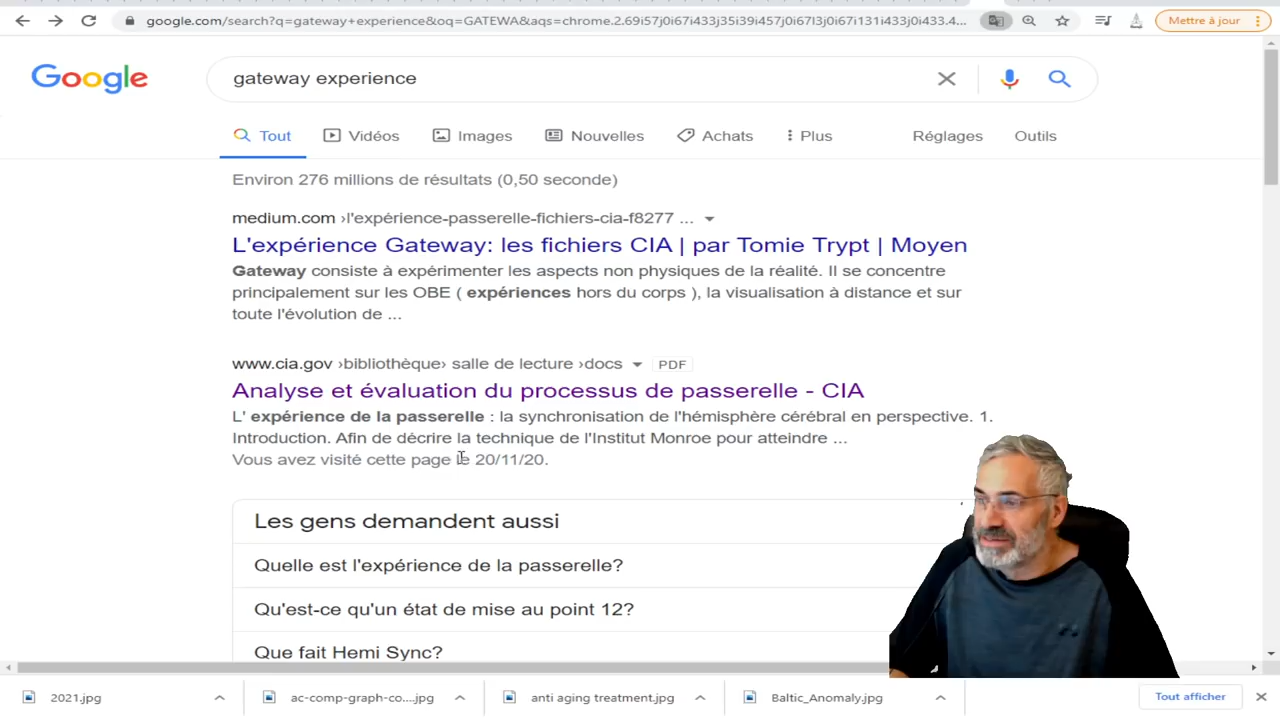 google.com/search?q=gateway+experience&oq=GATEWA&aqs=chrome.2.69i57j0i67i433j35i39i457j0i67l3j0i67i131i433j0i433.4...
Mettre à jour
Google
gateway experience
Tout Vidéos Images Nouvelles Achats Plus Réglages Outils
Environ 276 millions de résultats (0,50 seconde)
medium.com ›l'expérience-passerelle-fichiers-cia-f8277 ...
L'expérience Gateway: les fichiers CIA | par Tomie Trypt | Moyen
Gateway consiste à expérimenter les aspects non physiques de la réalité. Il se concentre
principalement sur les OBE ( expériences hors du corps ), la visualisation à distance et sur
toute l'évolution de ...
www.cia.gov ›bibliothèque› salle de lecture ›docs PDF
Analyse et évaluation du processus de passerelle - CIA
L' expérience de la passerelle : la synchronisation de l'hémisphère cérébral en perspective. 1.
Introduction. Afin de décrire la technique de l'Institut Monroe pour atteindre ...
Vous avez visité cette page le 20/11/20.
Les gens demandent aussi
Quelle est l'expérience de la passerelle?
Qu'est-ce qu'un état de mise au point 12?
Que fait Hemi Sync?
2021.jpg ac-comp-graph-co....jpg anti aging treatment.jpg Baltic_Anomaly.jpg Tout afficher